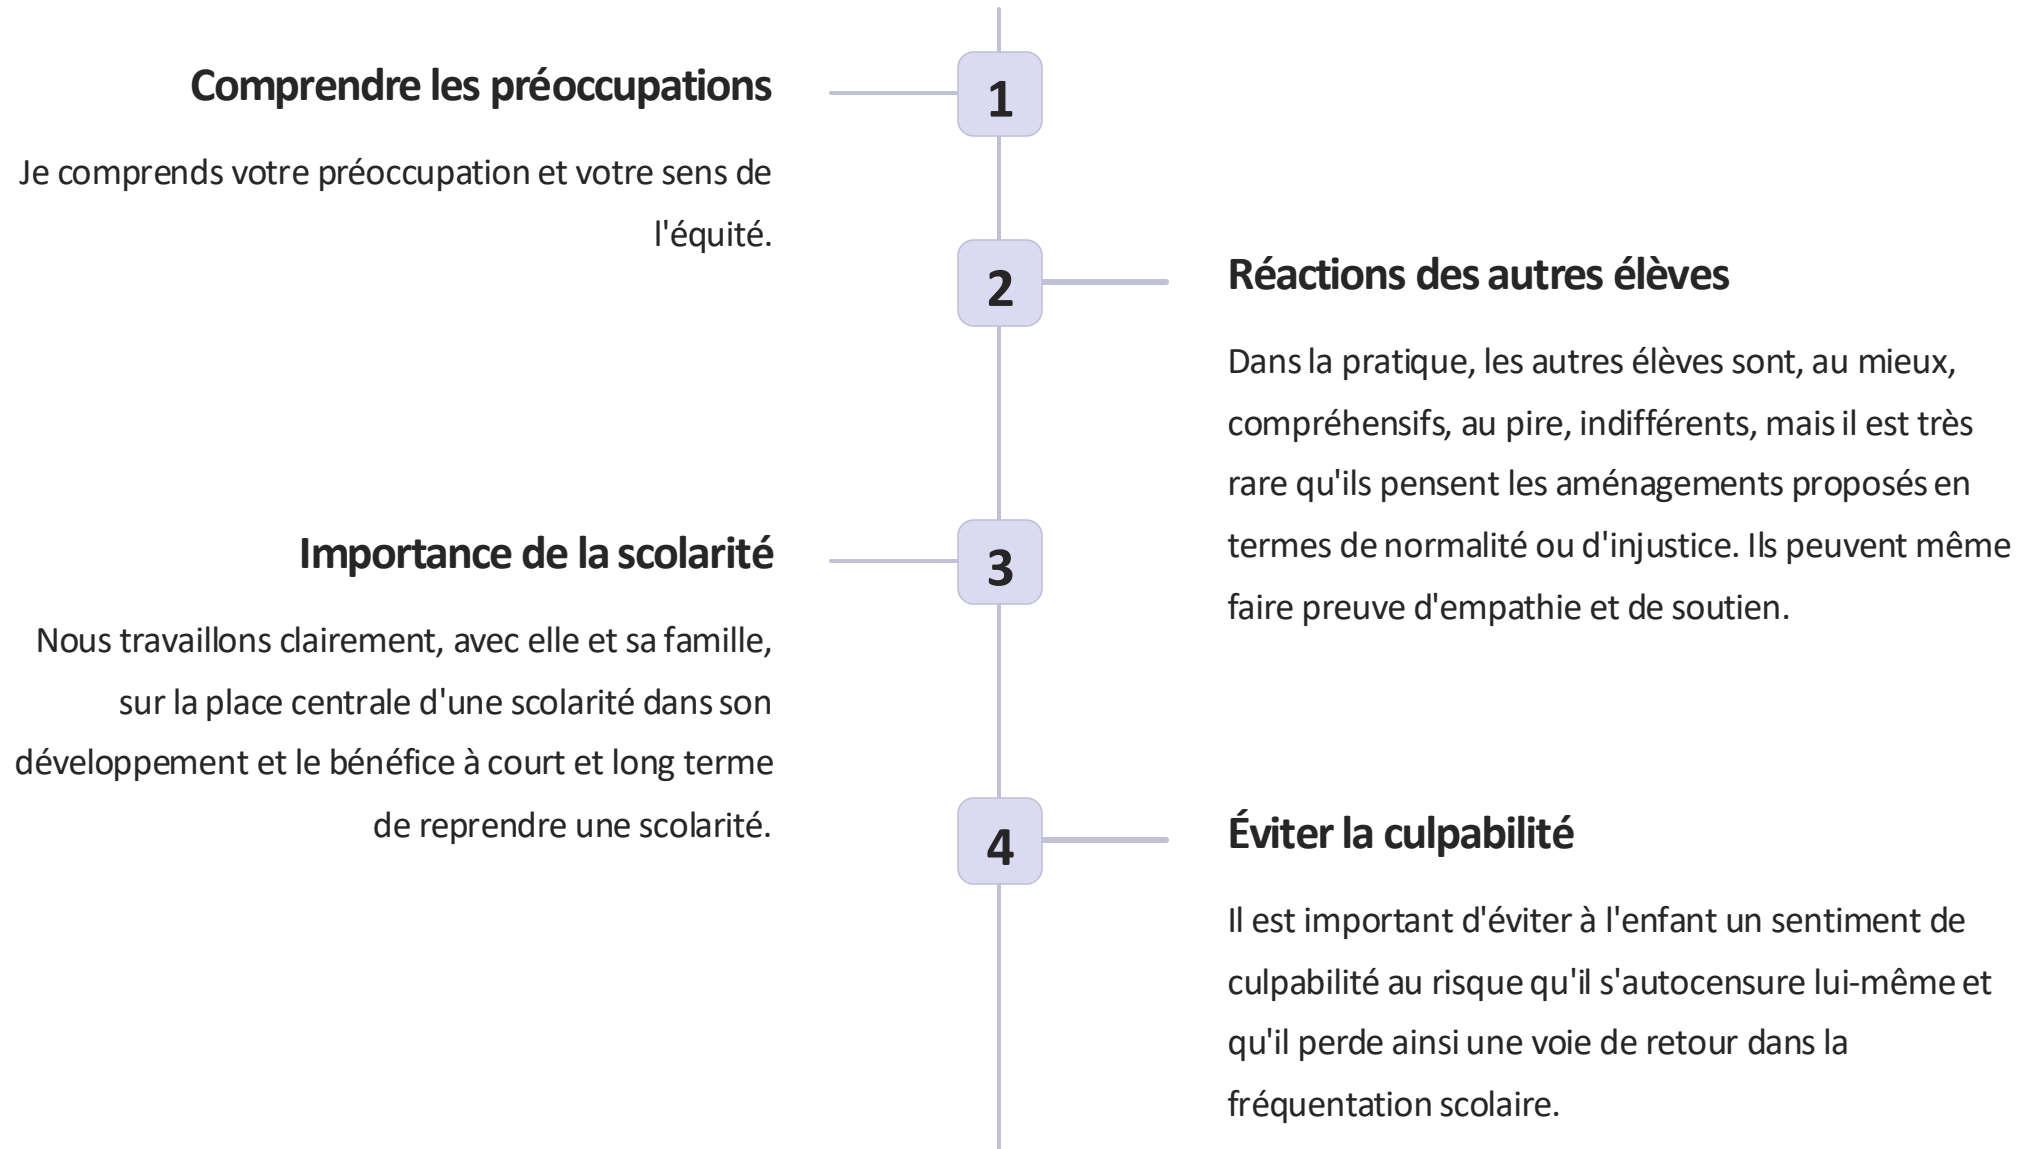 Comprendre les préoccupations
1
Je comprends votre préoccupation et votre sens de
l'équité.
2
Réactions des autres élèves
Dans la pratique, les autres élèves sont, au mieux,
compréhensifs, au pire, indifférents, mais il est très
rare qu'ils pensent les aménagements proposés en
termes de normalité ou d'injustice. Ils peuvent même
faire preuve d'empathie et de soutien.
Importance de la scolarité
3
Nous travaillons clairement, avec elle et sa famille,
sur la place centrale d'une scolarité dans son
développement et le bénéfice à court et long terme
de reprendre une scolarité.
4
Éviter la culpabilité
Il est important d'éviter à l'enfant un sentiment de
culpabilité au risque qu'il s'autocensure lui-même et
qu'il perde ainsi une voie de retour dans la
fréquentation scolaire.